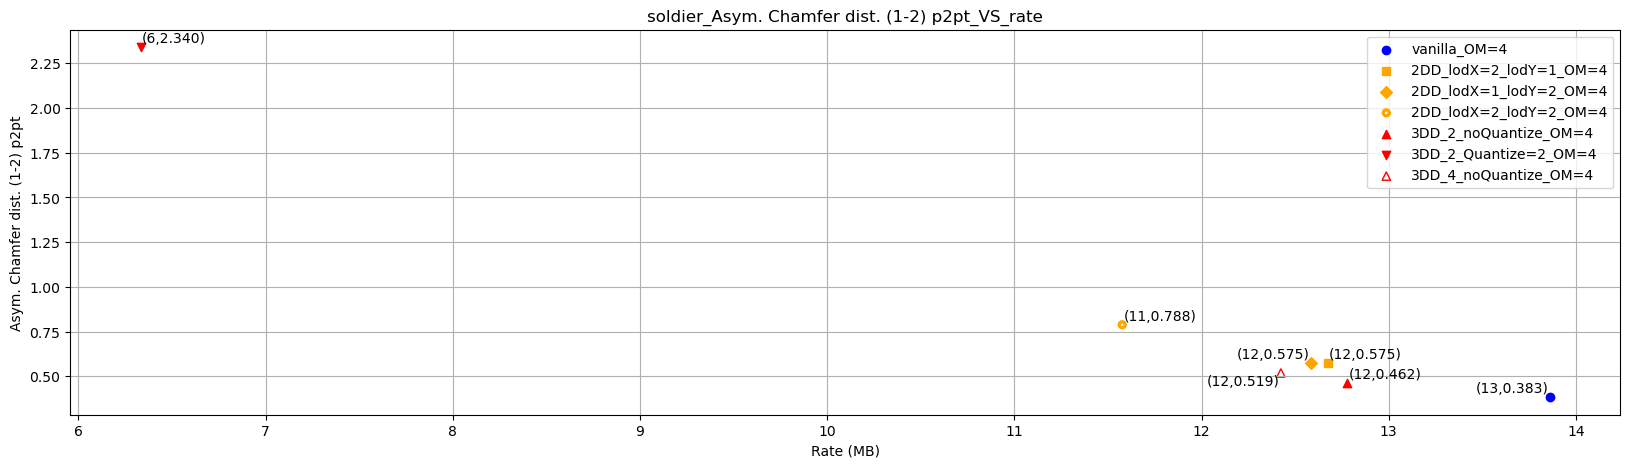 soldier_Asym. Chamfer dist. (1-2) p2pt_VS_rate
(6,2.340)
vanilla_OM=4
2DD_lodX=2_lodY=1_OM=4
2DD_lodX=1_lodY=2_OM=4
2DD_lodX=2_lodY=2_OM=4
3DD_2_noQuantize_OM=4
3DD_2_Quantize=2_OM=4
3DD_4_noQuantize_OM=4
Asym. Chamfer dist. (1-2) p2pt
2.25
2.00
1.75
1.50
1.25
1.00
0.75
0.50
(11,0.788)
(12,0.575)
(12,0.575)
(12,0.519)
(12,0.462)
(13,0.383)
6 7 8 9 10 11 12 13 14
Rate (MB)